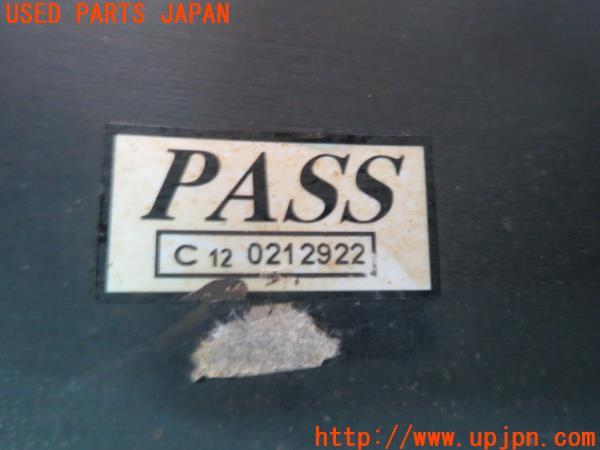 USED PARTS JAPAN
PASS
C 12 0212922
http://www.upjpn.com